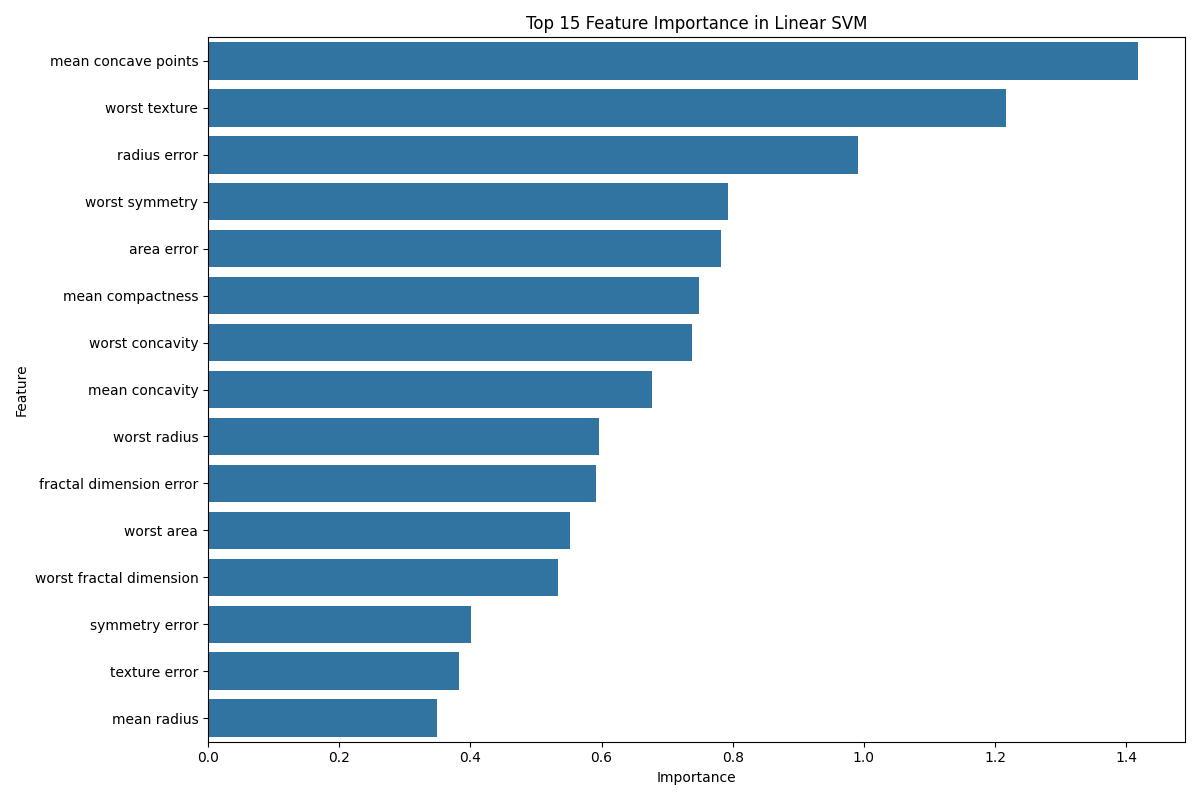 Top 15 Feature Importance in Linear SVM
mean concave points
worst texture
radius error
worst symmetry
area error
mean compactness
worst concavity
mean concavity
worst radius
fractal dimension error
worst area
worst fractal dimension
symmetry error
texture error
mean radius
Feature
0.0 0.2 0.4 0.6 0.8 1.0 1.2 1.4
Importance